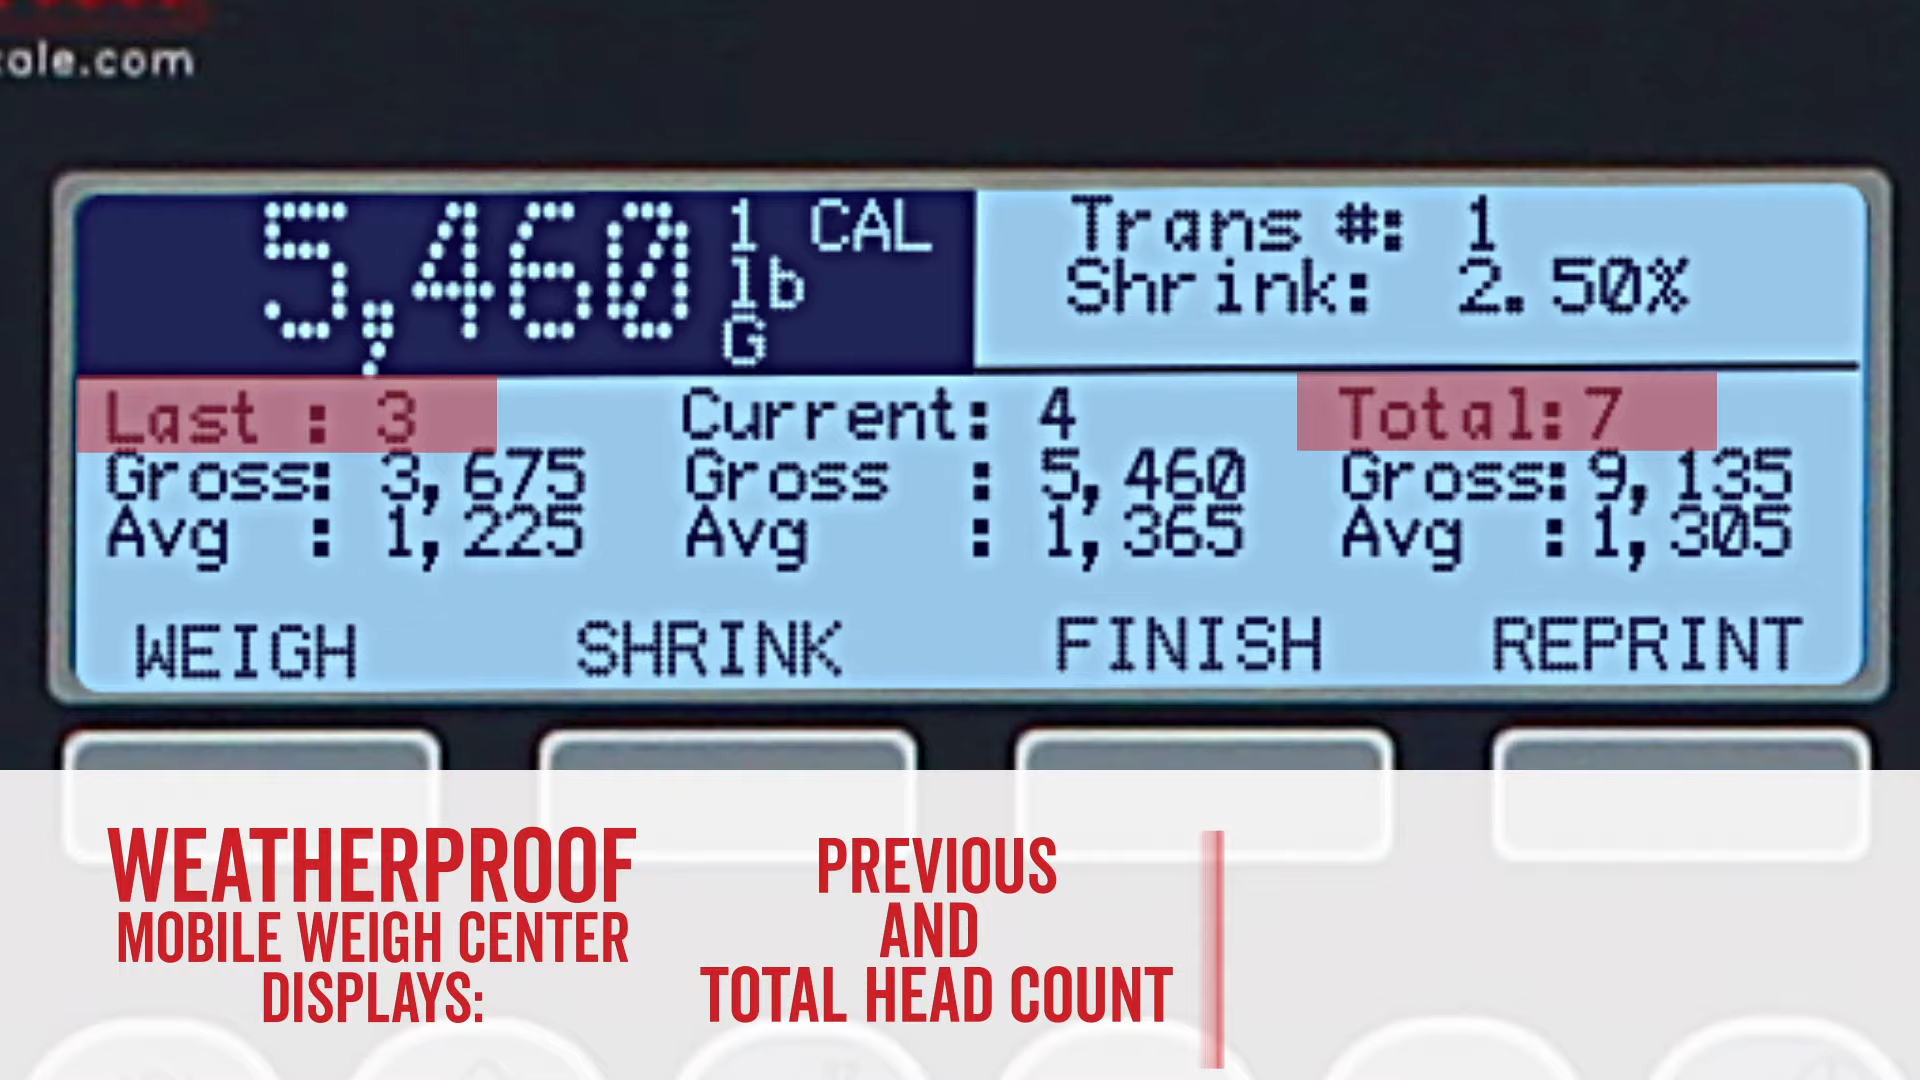 cale.com
5,460 1 CAL
lb
G
Trans #: 1
Shrink: 2.50%
Last : 3 Current: 4 Total:7
Gross: 3,675 Gross : 5,460 Gross:9,135
Avg : 1,225 Avg : 1,365 Avg :1,305
WEIGH SHRINK FINISH REPRINT
WEATHERPROOF
MOBILE WEIGH CENTER
DISPLAYS:
PREVIOUS
AND
TOTAL HEAD COUNT